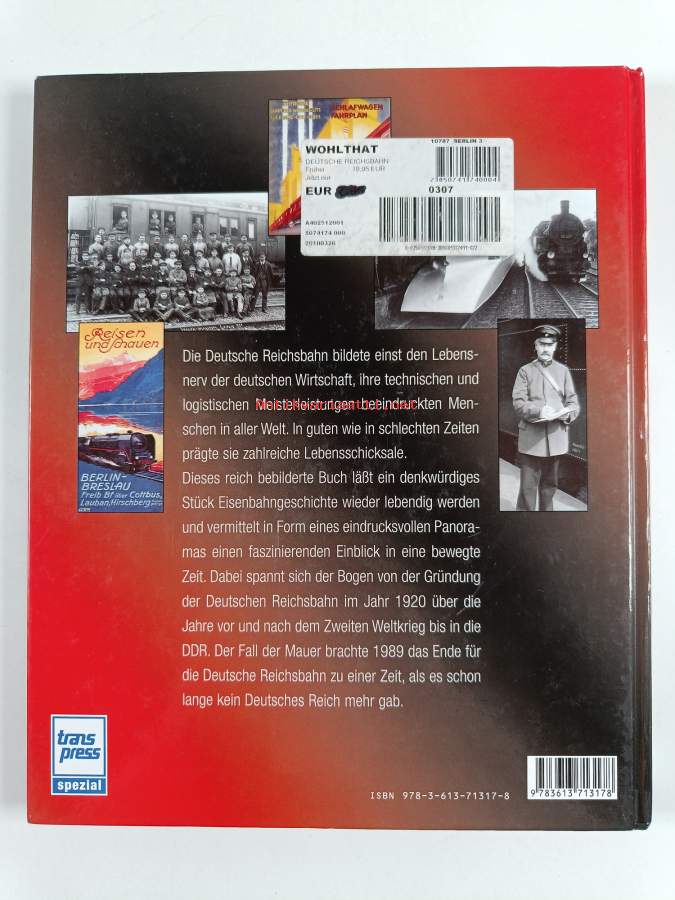 SCHLAFWAGEN
FAHRPLAN
WOHLTHAT
DEUTSCHE REICHSBAHN
Früher 19,95 EUR
Jetzt nur
EUR
10787 BERLIN 3
0307
A402512001
5074174 000
20100326
Reisen
und schauen
BERLIN-
BRESLAU
Freib Bf über Cottbus,
Lauban, Hirschberg
Die Deutsche Reichsbahn bildete einst den Lebens-
nerv der deutschen Wirtschaft, ihre technischen und
logistischen Meisterleistungen beeindruckten Men-
schen in aller Welt. In guten wie in schlechten Zeiten
prägte sie zahlreiche Lebensschicksale.
Dieses reich bebilderte Buch läßt ein denkwürdiges
Stück Eisenbahngeschichte wieder lebendig werden
und vermittelt in Form eines eindrucksvollen Panora-
mas einen faszinierenden Einblick in eine bewegte
Zeit. Dabei spannt sich der Bogen von der Gründung
der Deutschen Reichsbahn im Jahr 1920 über die
Jahre vor und nach dem Zweiten Weltkrieg bis in die
DDR. Der Fall der Mauer brachte 1989 das Ende für
die Deutsche Reichsbahn zu einer Zeit, als es schon
lange kein Deutsches Reich mehr gab.
trans
press
spezial
ISBN 978-3-613-71317-8
9 783613 713178